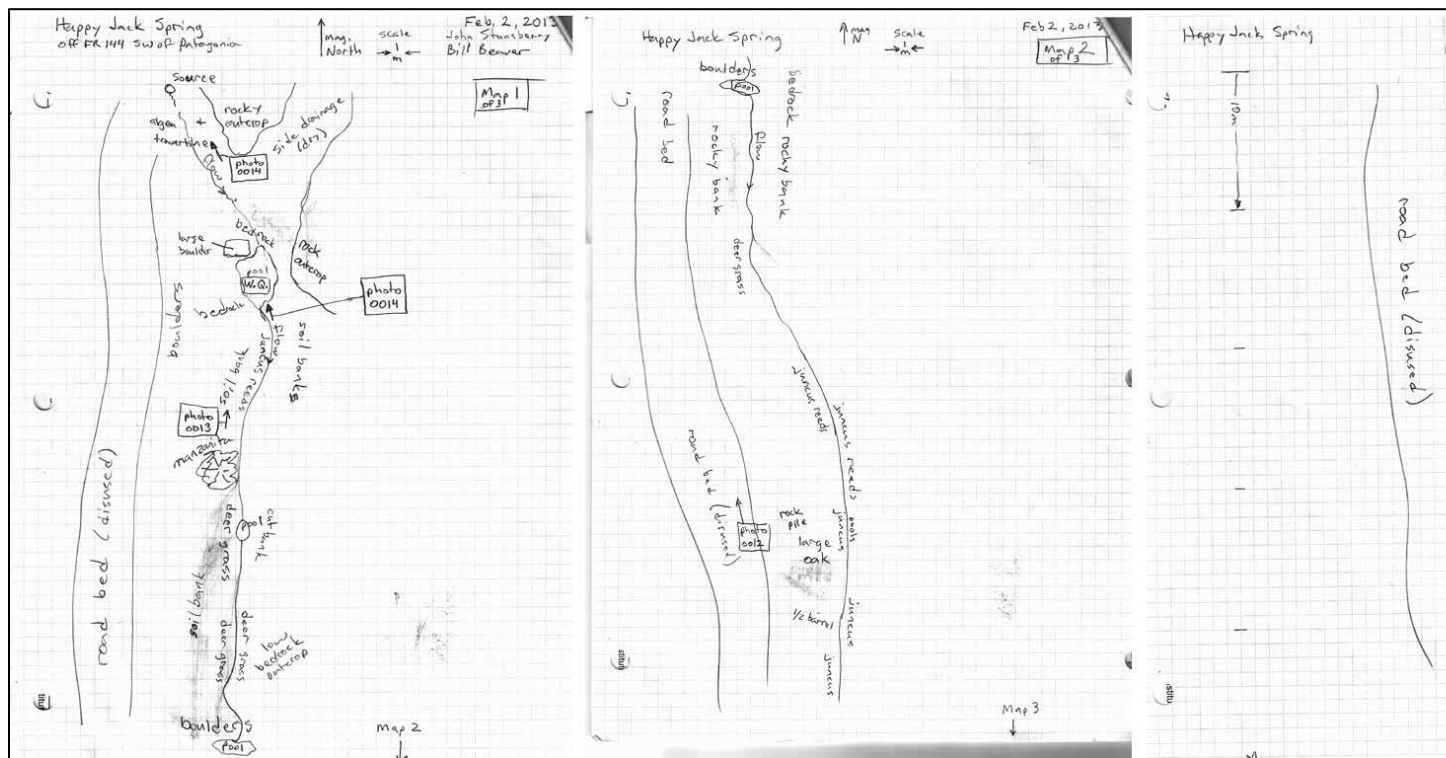 Happy Jack Spring
off FR 144 SW of Patagonia
Mag. North
scale
1
m
Feb. 2, 2013
John Stansberry
Bill Beaver
Map 1
of 3
Source
rocky
outcrop
algea
+
travertine
side drainage
(dry)
photo
0014
flow
bedrock
large
boulder
rock
outcrop
pool
W.Q.
bedrock
photo
0014
flow
boulders
juncus reeds
soil banks
soil bank
photo
0013
manzanita
road bed (disused)
pool
cut bank
deer grass
soil bank
deer grass
deer grass
low
bedrock
outcrop
boulders
pool
Map 2
titu
Happy Jack Spring
mag
N
scale
1
m
Feb 2, 2013
Map 2
of 3
boulders
pool
road bed
rocky bank
flow
bedrock rocky bank
deer grass
juncus reeds
juncus reeds
road bed (disused)
photo
0012
rock
pile
large
oak
pools
juncus
1/2 barrel
juncus
juncus
Map 3
stitu
Happy Jack Spring
10m
road bed (disused)
stitu